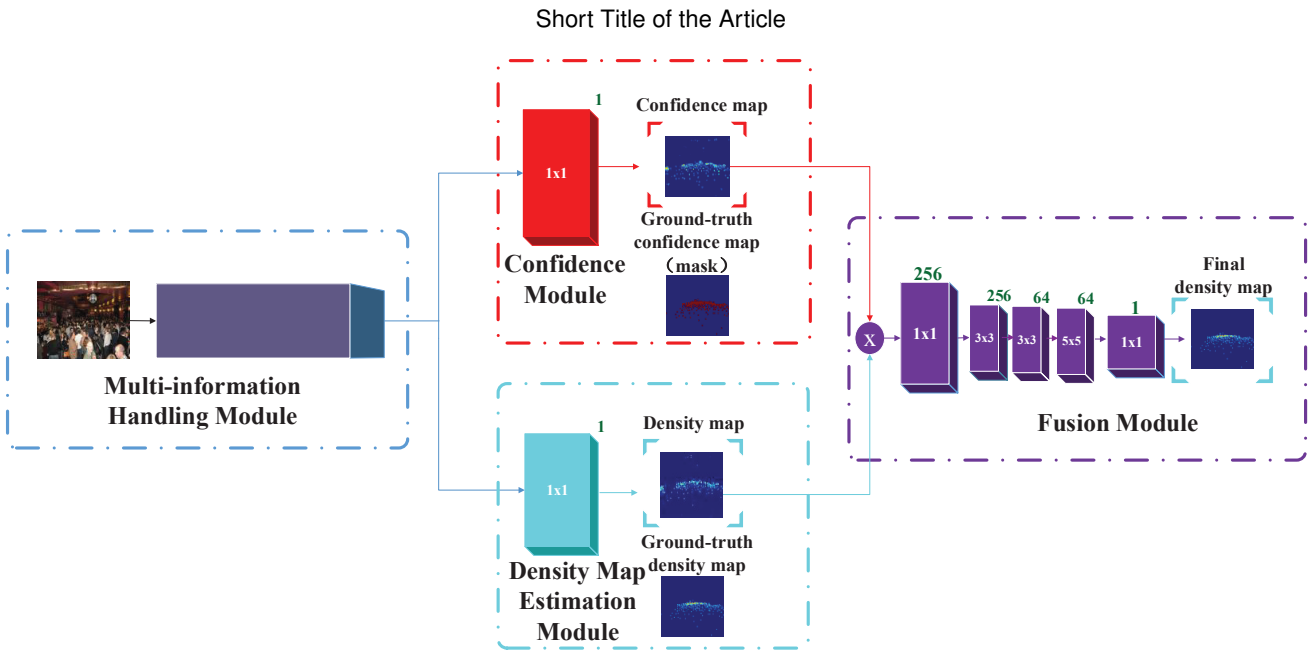 Short Title of the Article
Multi-information
Handling Module
1
1x1
Confidence
Module
Confidence map
Ground-truth
confidence map
（mask）
1
1x1
Density Map
Estimation
Module
Density map
Ground-truth
density map
X
256
1x1
256
3x3
64
3x3
64
5x5
1
1x1
Final
density map
Fusion Module